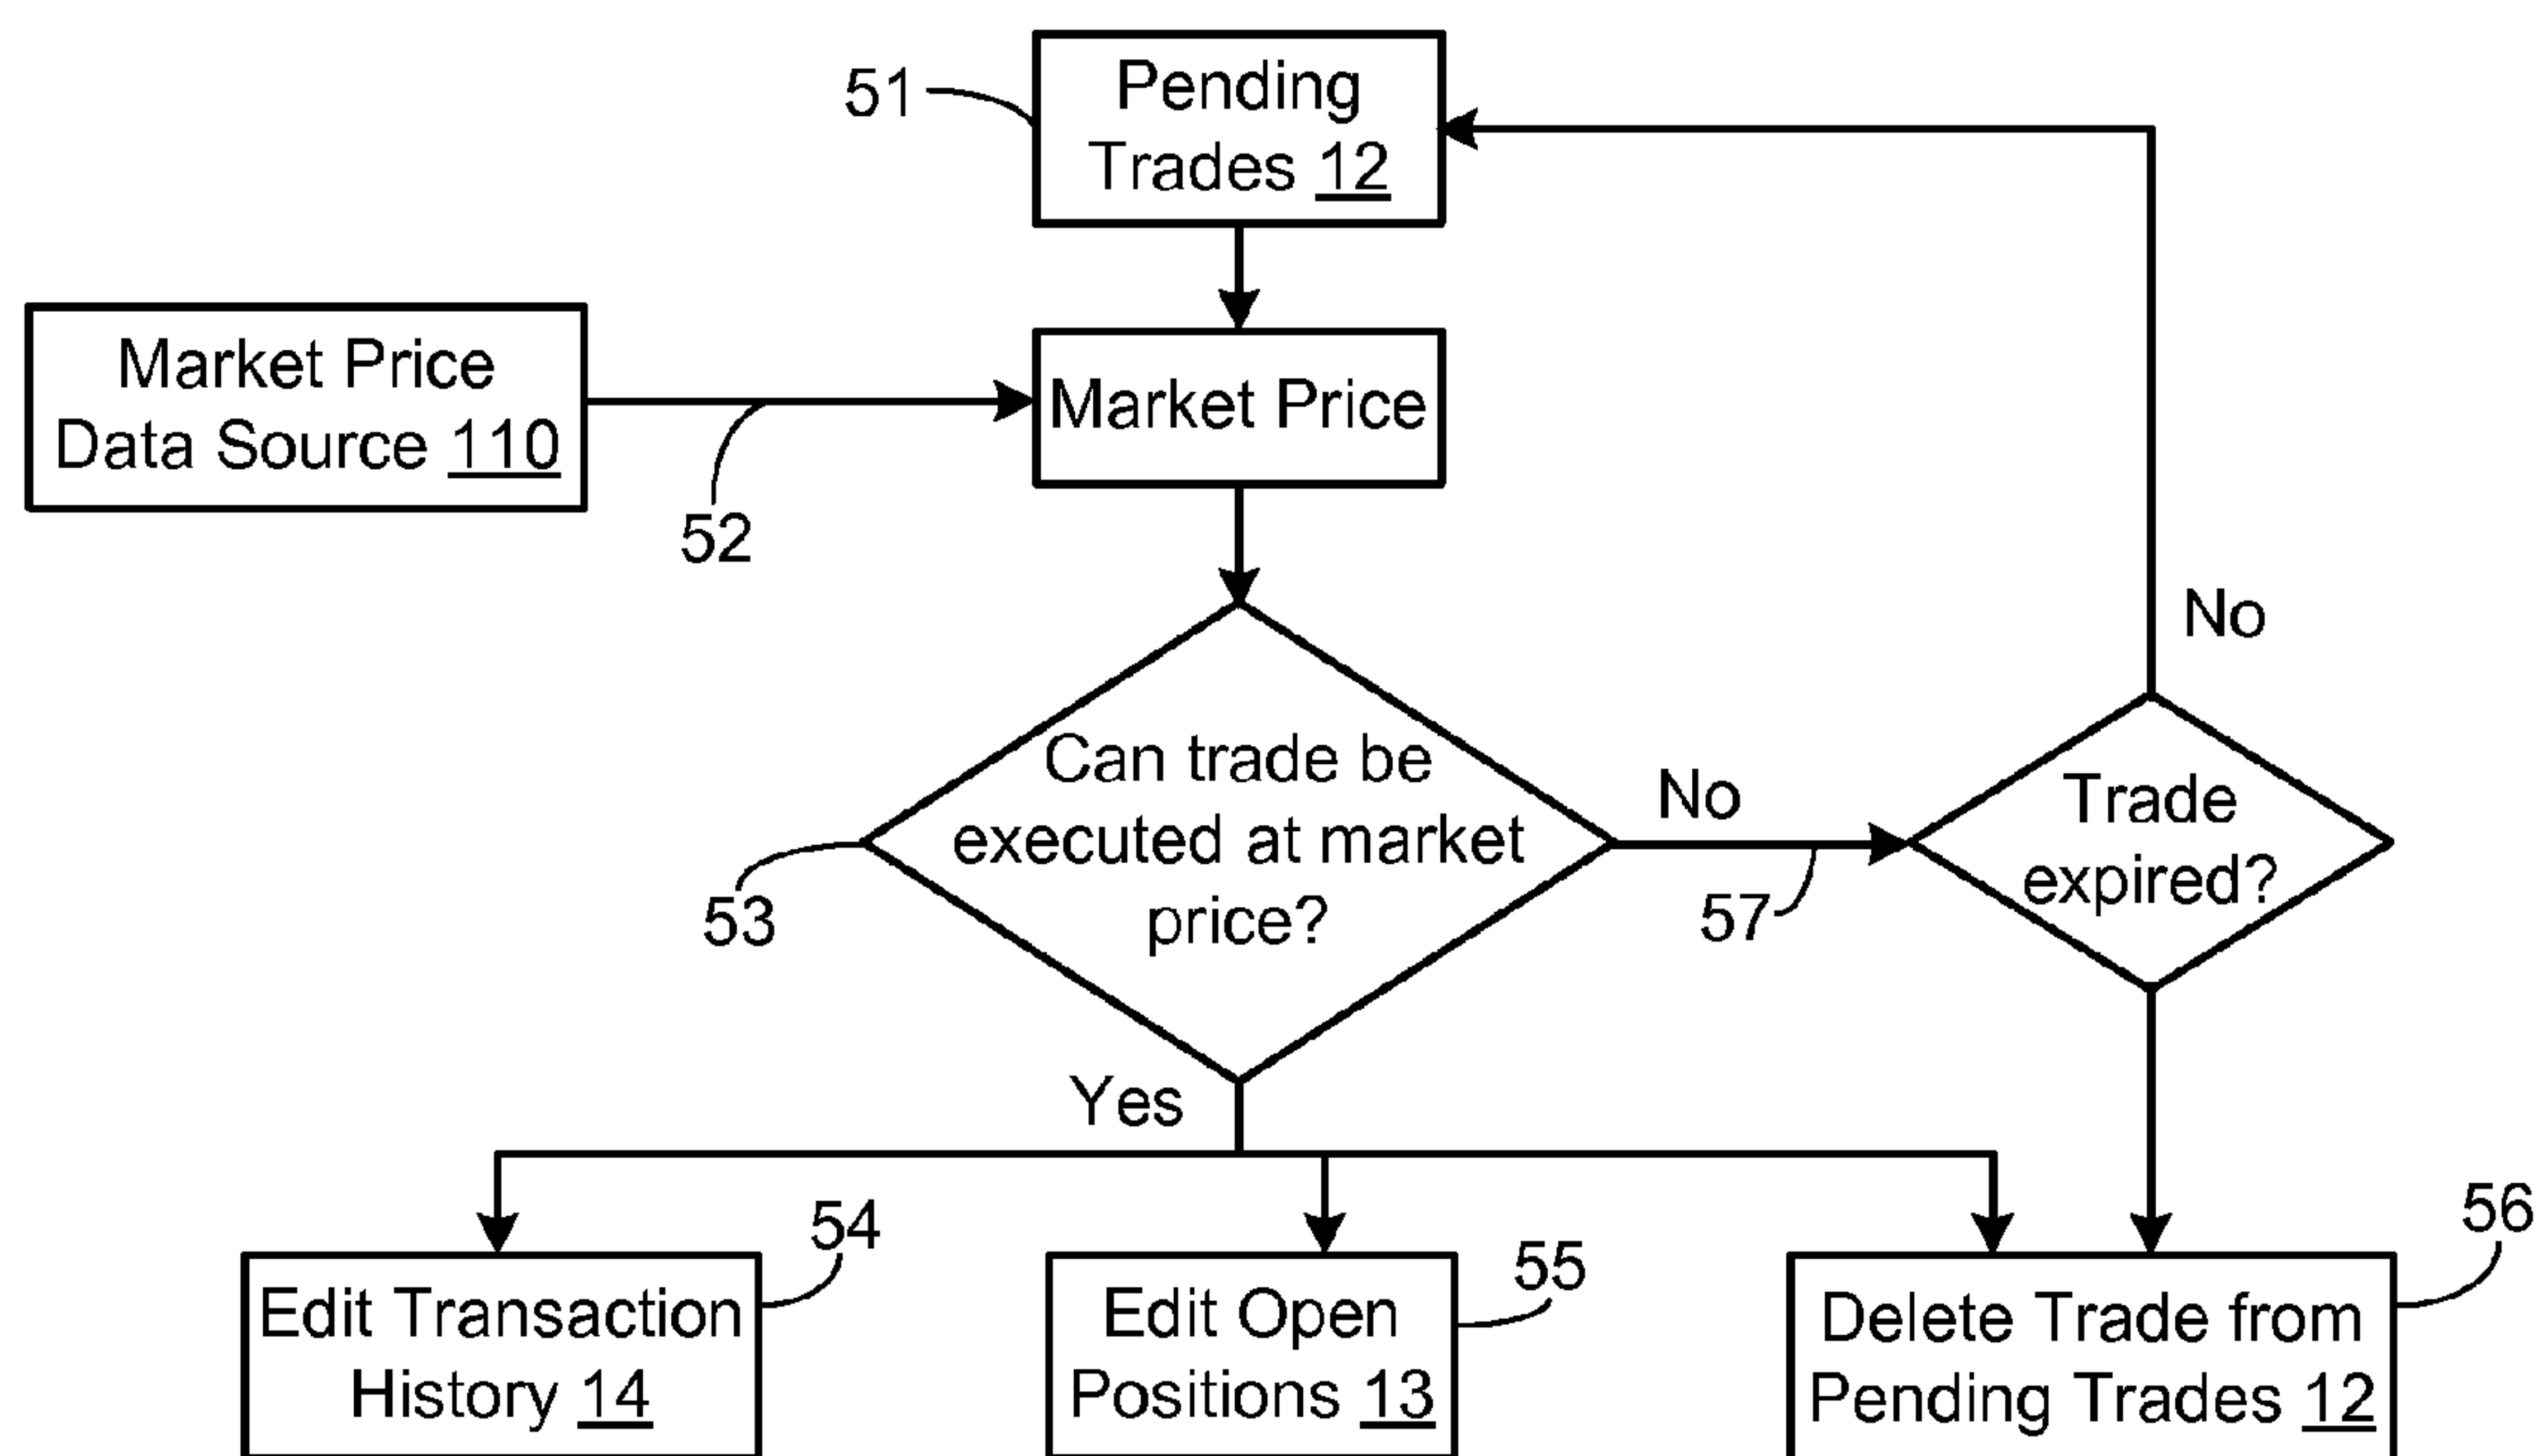 51
Pending
Trades 12
Market Price
Data Source 110
52
Market Price
No
Can trade be
executed at market
price?
53
No
57
Trade
expired?
Yes
54
Edit Transaction
History 14
55
Edit Open
Positions 13
56
Delete Trade from
Pending Trades 12